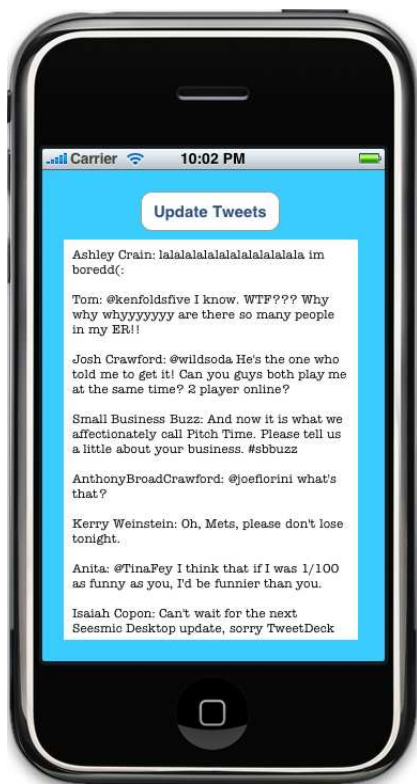 Carrier 10:02 PM
Update Tweets
Ashley Crain: lalalalalalalalalalalalala im
boredd(:
Tom: @kenfoldsfive I know. WTF??? Why
why whyyyyyyy are there so many people
in my ER!!
Josh Crawford: @wildsoda He's the one who
told me to get it! Can you guys both play me
at the same time? 2 player online?
Small Business Buzz: And now it is what we
affectionately call Pitch Time. Please tell us
a little about your business. #sbbuzz
AnthonyBroadCrawford: @joefiorini what's
that?
Kerry Weinstein: Oh, Mets, please don't lose
tonight.
Anita: @TinaFey I think that if I was 1/100
as funny as you, I'd be funnier than you.
Isaiah Copon: Can't wait for the next
Seesmic Desktop update, sorry TweetDeck